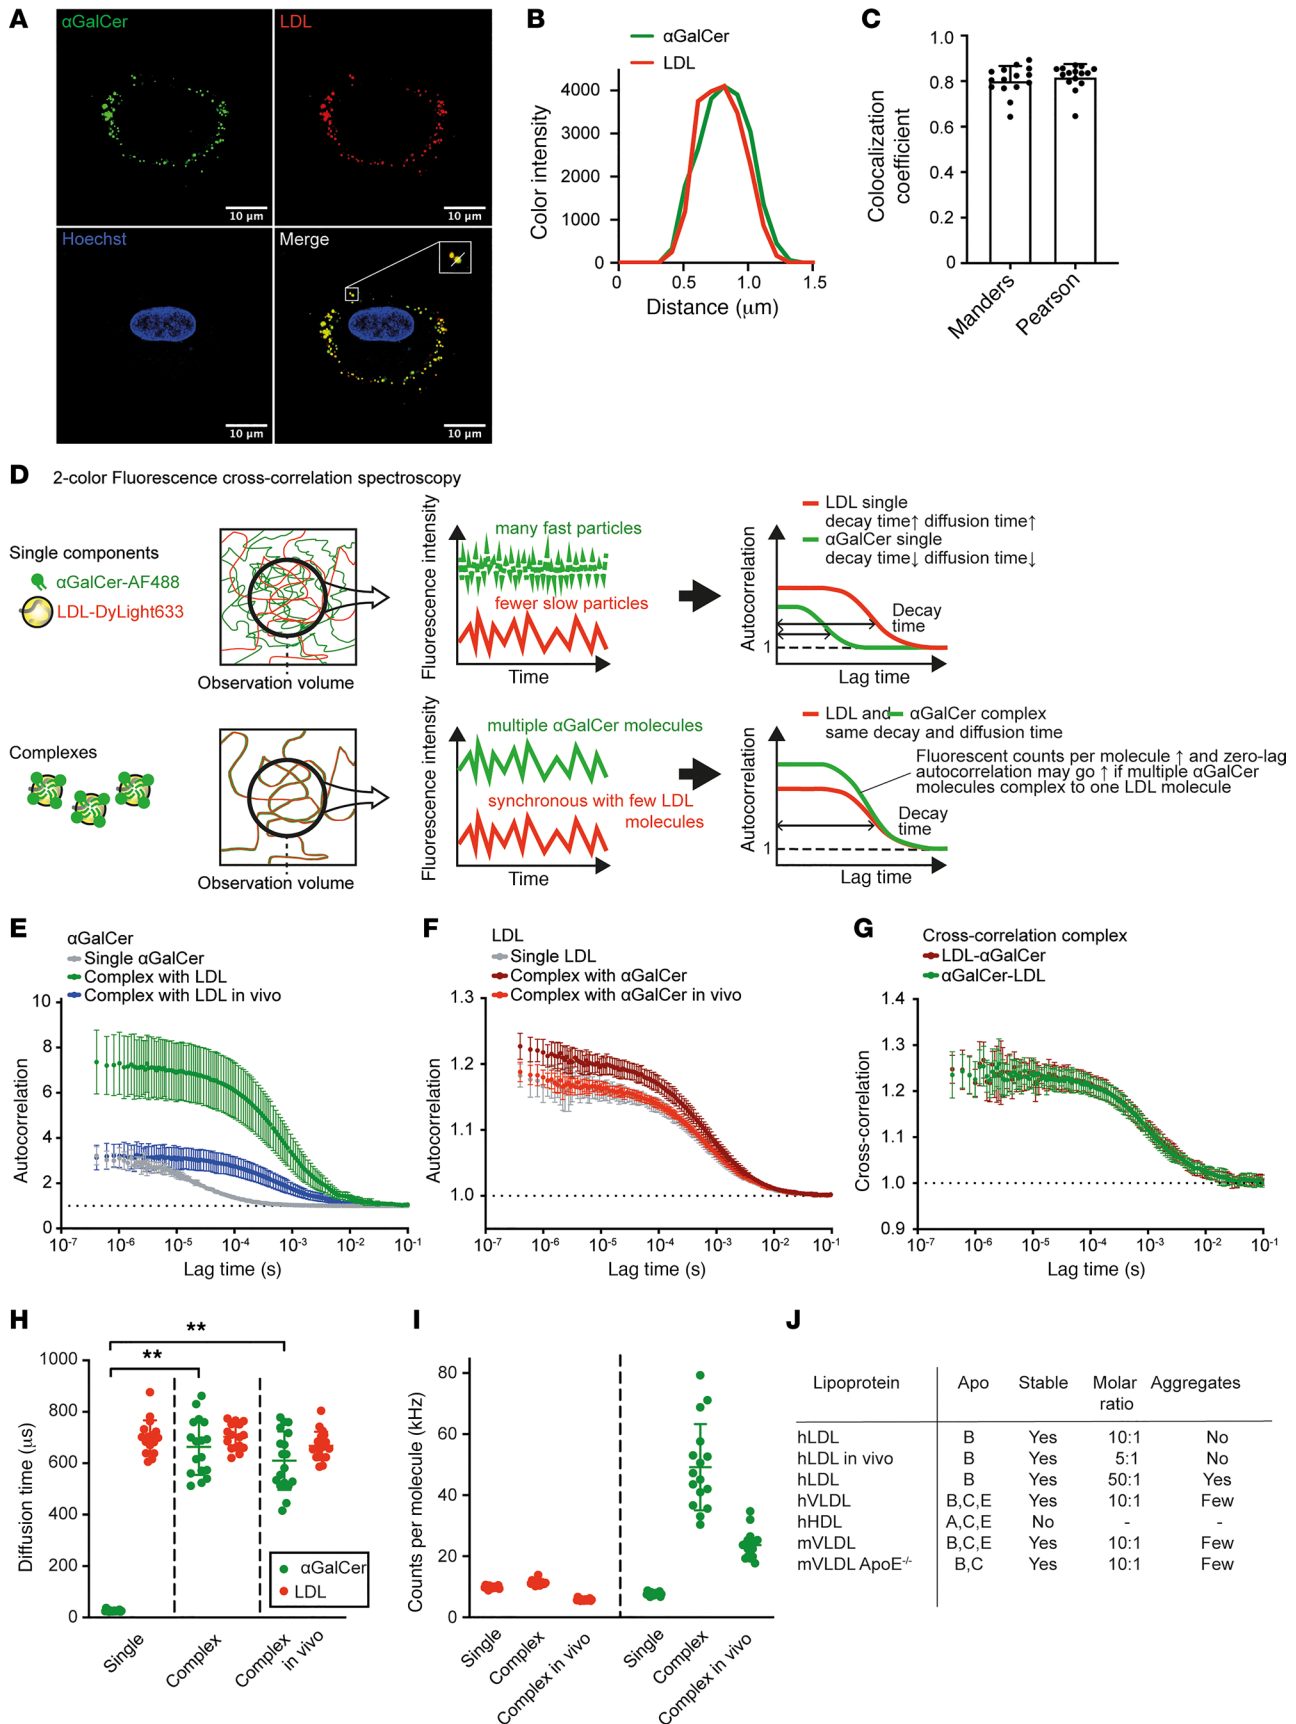 A
αGalCer
LDL
10 µm
10 µm
Hoechst
Merge
10 µm
10 µm
B
αGalCer
LDL
Color intensity
4000
3000
2000
1000
0
0
0.5
1.0
1.5
Distance (µm)
C
Colocalization
coefficient
1.0
0.8
0.6
0.4
0.2
0
Manders
Pearson
D
2-color Fluorescence cross-correlation spectroscopy
Single components
αGalCer-AF488
LDL-DyLight633
Observation volume
Fluorescence intensity
many fast particles
fewer slow particles
Time
LDL single
decay time↑ diffusion time↑
αGalCer single
decay time↓ diffusion time↓
Autocorrelation
Decay
time
1
Lag time
Complexes
Observation volume
Fluorescence intensity
multiple αGalCer molecules
synchronous with few LDL
molecules
Time
LDL and αGalCer complex
same decay and diffusion time
Fluorescent counts per molecule ↑ and zero-lag
autocorrelation may go ↑ if multiple αGalCer
molecules complex to one LDL molecule
Autocorrelation
Decay
time
1
Lag time
E
αGalCer
Single αGalCer
Complex with LDL
Complex with LDL in vivo
Autocorrelation
10
8
6
4
2
0
10-7
10-6
10-5
10-4
10-3
10-2
10-1
Lag time (s)
F
LDL
Single LDL
Complex with αGalCer
Complex with αGalCer in vivo
Autocorrelation
1.3
1.2
1.1
1.0
10-7
10-6
10-5
10-4
10-3
10-2
10-1
Lag time (s)
G
Cross-correlation complex
LDL-αGalCer
αGalCer-LDL
Cross-correlation
1.4
1.3
1.2
1.1
1.0
0.9
10-7
10-6
10-5
10-4
10-3
10-2
10-1
Lag time (s)
H
**
**
Diffusion time (µs)
1000
800
600
400
200
0
αGalCer
LDL
Single
Complex
Complex
in vivo
I
Counts per molecule (kHz)
80
60
40
20
0
Single
Complex
Complex in vivo
Single
Complex
Complex in vivo
J
Lipoprotein Apo Stable Molar ratio Aggregates
hLDL B Yes 10:1 No
hLDL in vivo B Yes 5:1 No
hLDL B Yes 50:1 Yes
hVLDL B,C,E Yes 10:1 Few
hHDL A,C,E No - -
mVLDL B,C,E Yes 10:1 Few
mVLDL ApoE-/- B,C Yes 10:1 Few